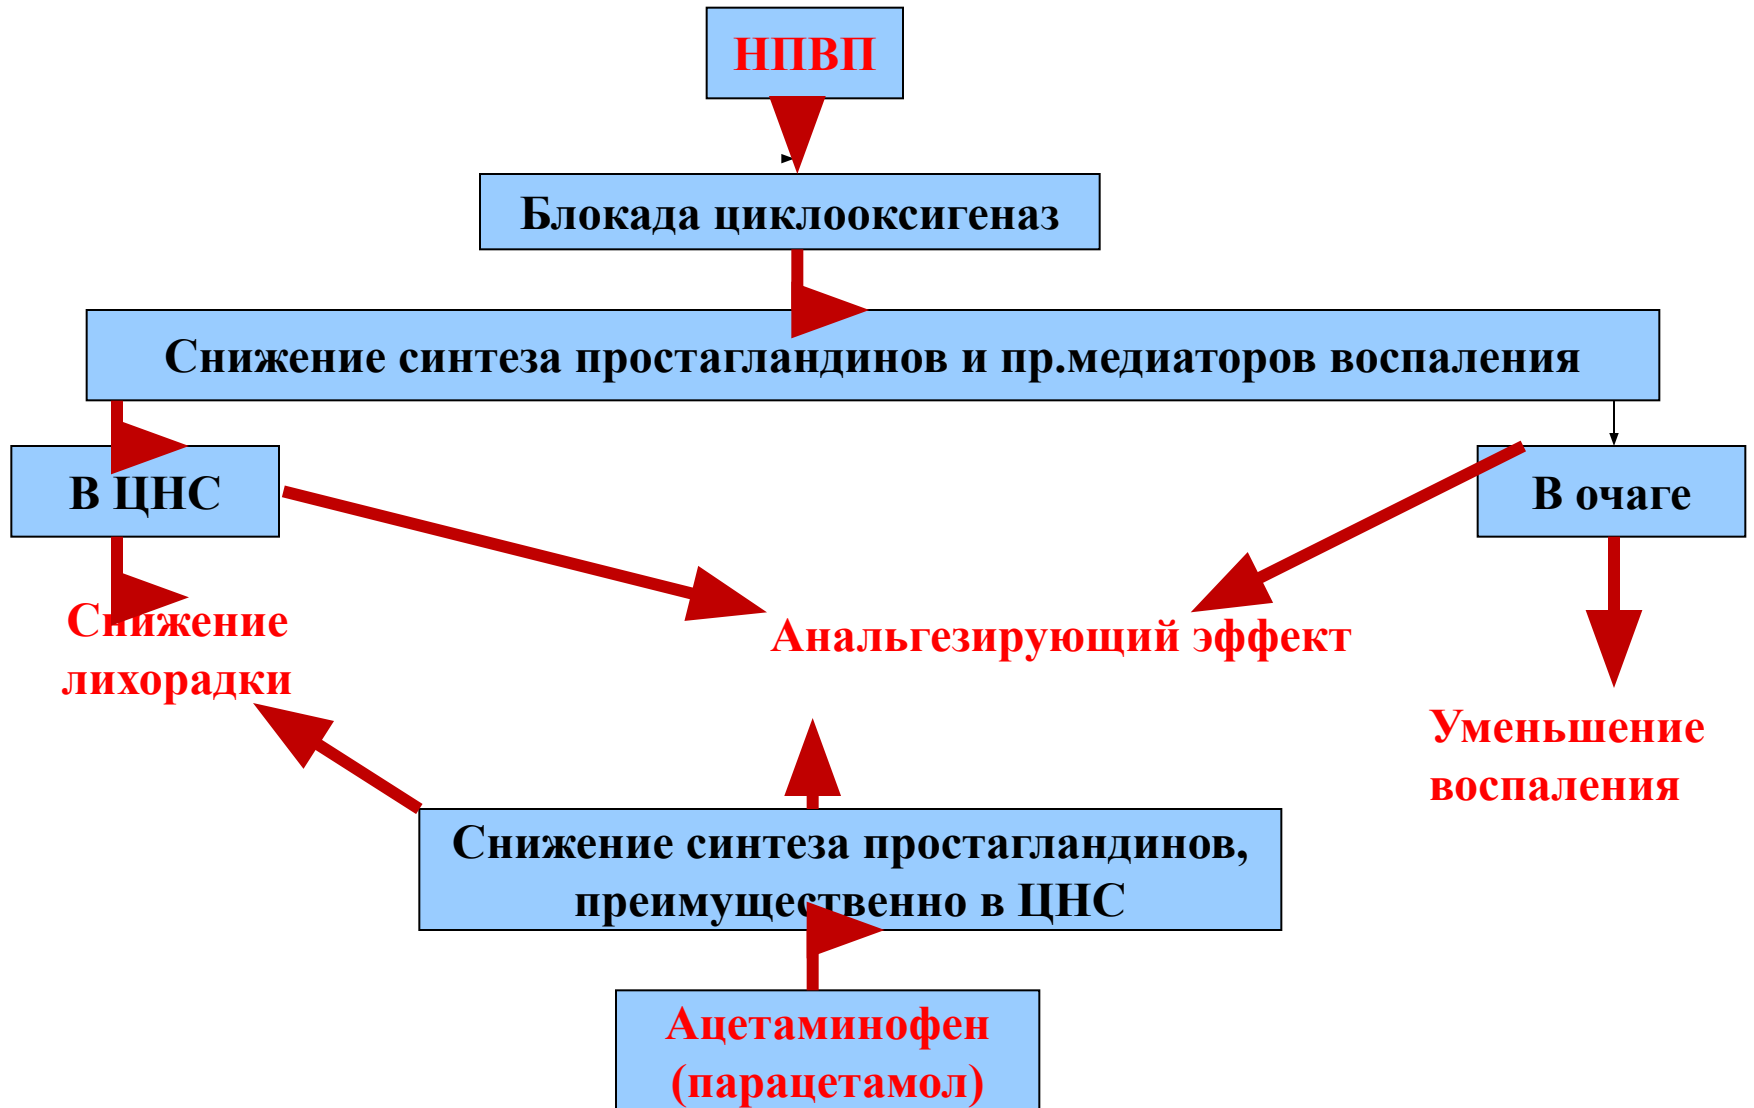 НПВП
Блокада циклооксигеназ
Снижение синтеза простагландинов и пр.медиаторов воспаления
В ЦНС
В очаге
Снижение
лихорадки
Анальгезирующий эффект
Уменьшение
воспаления
Снижение синтеза простагландинов,
преимущественно в ЦНС
Ацетаминофен
(парацетамол)